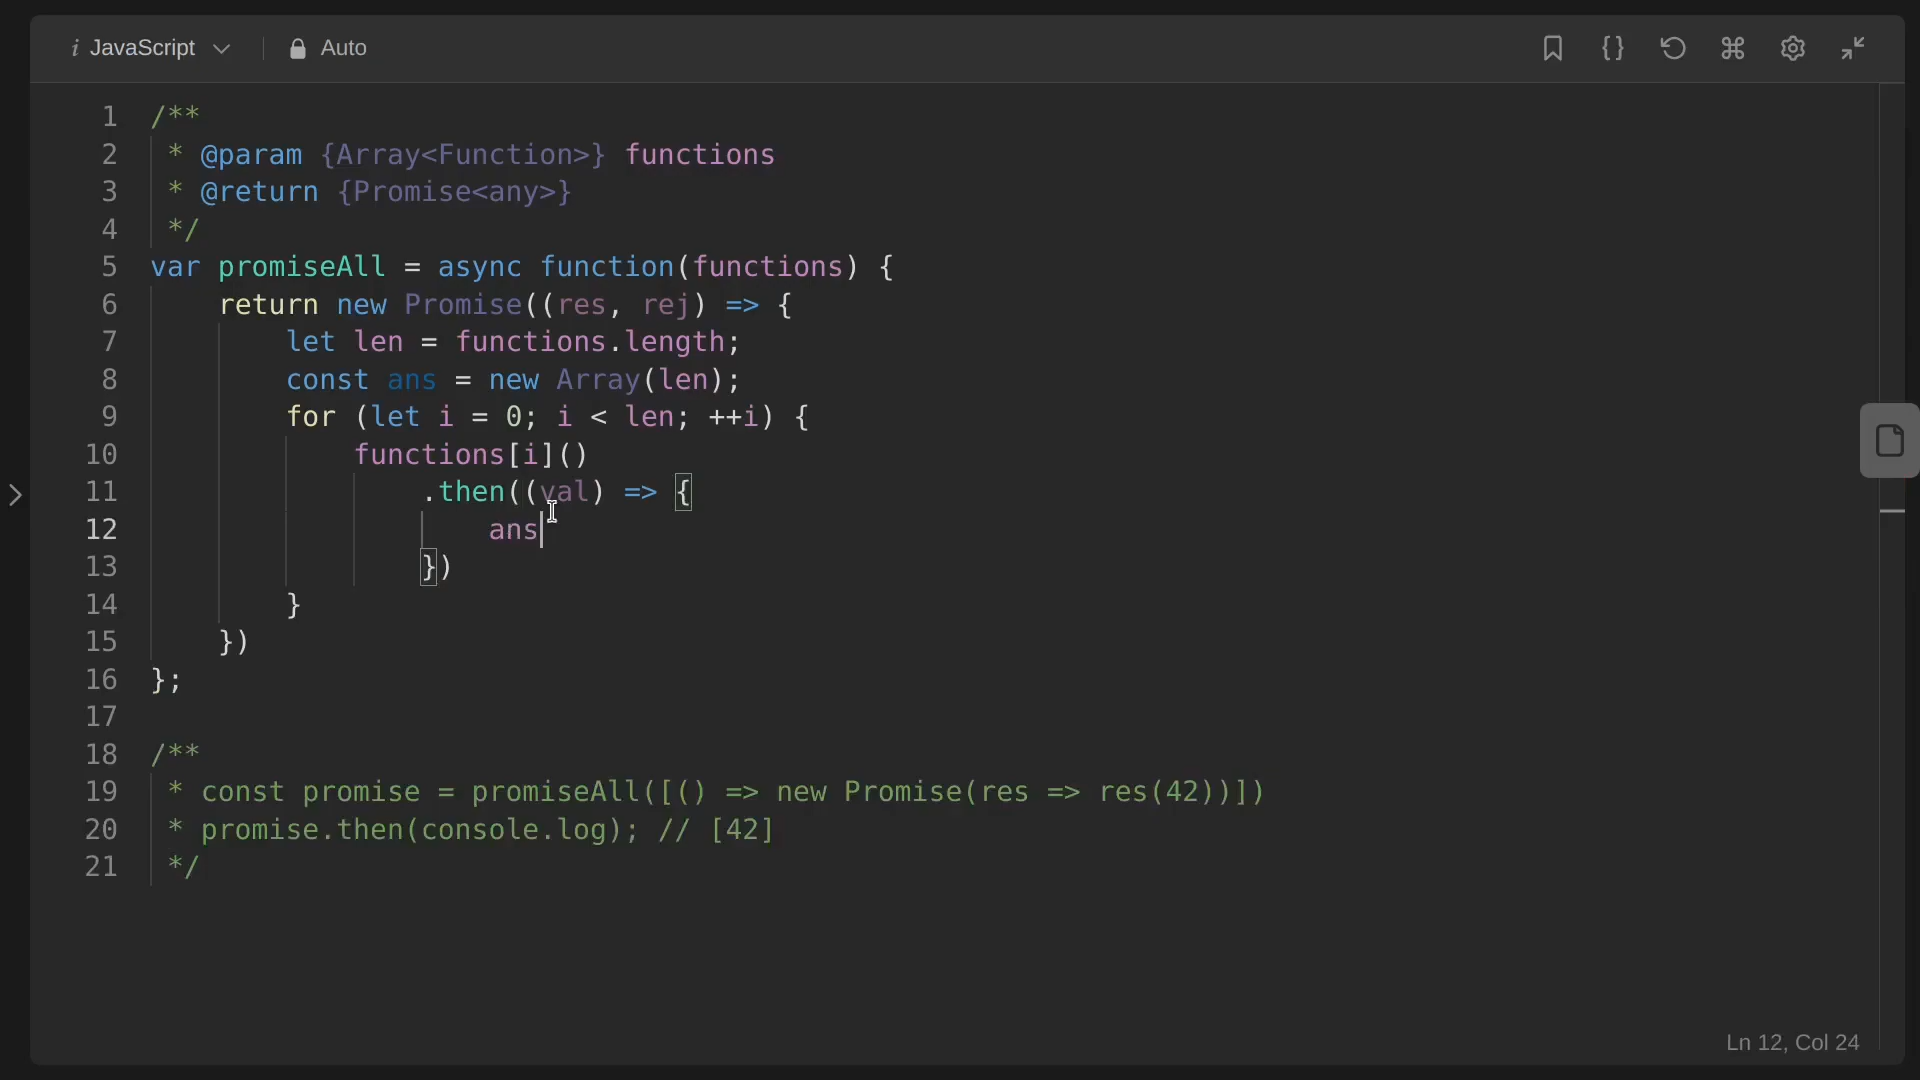 i JavaScript Auto
1 /**
2 * @param {Array<Function>} functions
3 * @return {Promise<any>}
4 */
5 var promiseAll = async function(functions) {
6 return new Promise((res, rej) => {
7 let len = functions.length;
8 const ans = new Array(len);
9 for (let i = 0; i < len; ++i) {
10 functions[i]()
11 .then((val) => {
12 ans
13 })
14 }
15 })
16 };
17
18 /**
19 * const promise = promiseAll([() => new Promise(res => res(42))])
20 * promise.then(console.log); // [42]
21 */
Ln 12, Col 24